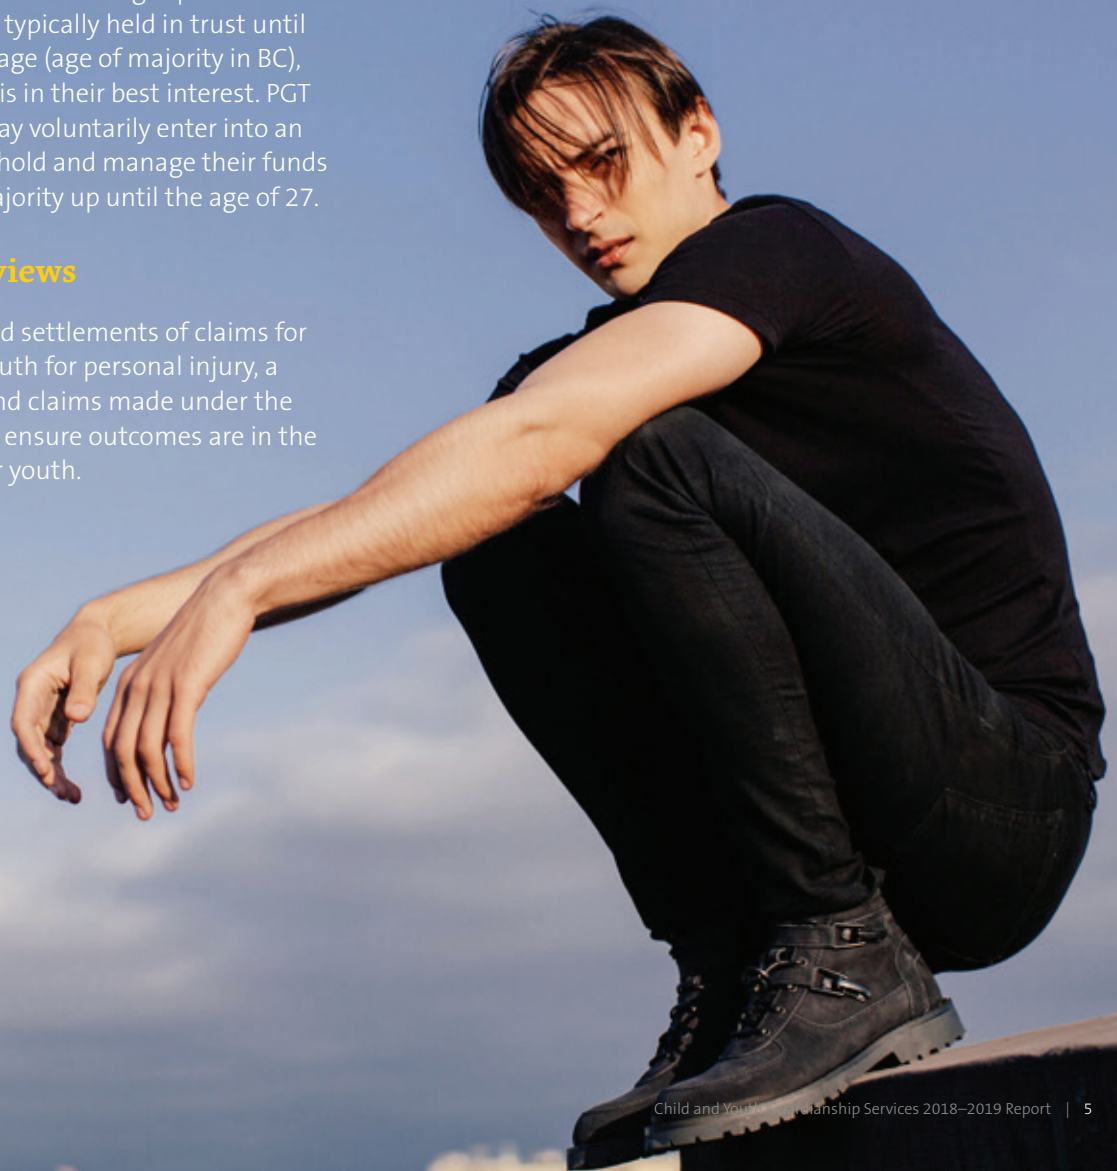 typically held in trust until
age (age of majority in BC),
is in their best interest. PGT
ay voluntarily enter into an
hold and manage their funds
ajority up until the age of 27.
views
d settlements of claims for
uth for personal injury, a
nd claims made under the
ensure outcomes are in the
r youth.
Child and Youth Guardianship Services 2018–2019 Report | 5